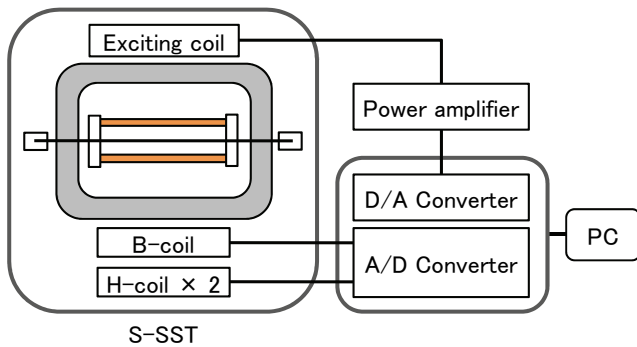 Exciting coil
Power amplifier
D/A Converter
B-coil
A/D Converter
PC
H-coil × 2
S-SST